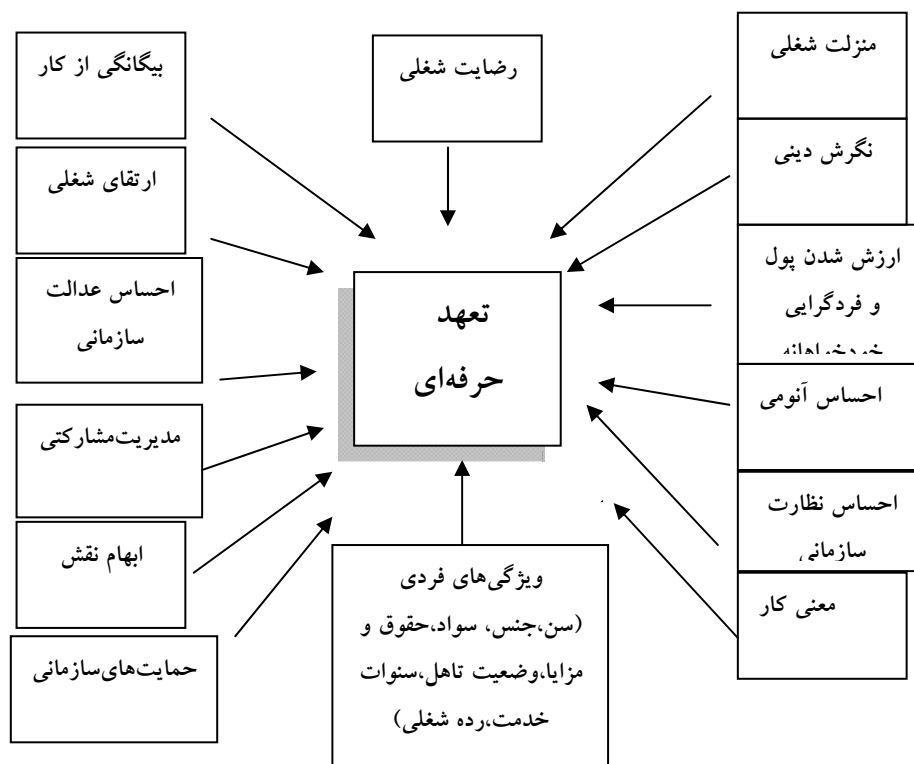 منزلت شغلی
رضایت شغلی
بیگانگی از کار
نگرش دینی
ارتقای شغلی
ارزش شدن پول
و فردگرایی
خودخواهانه
احساس عدالت
سازمانی
تعهد
حرفه‌ای
احساس آنومی
مدیریت‌مشارکتی
احساس نظارت
سازمانی
ابهام نقش
معنی کار
ویژگی‌های فردی
(سن،جنس، سواد،حقوق و
مزایا،وضعیت تاهل،سنوات
خدمت،رده شغلی)
حمایت‌های‌سازمانی